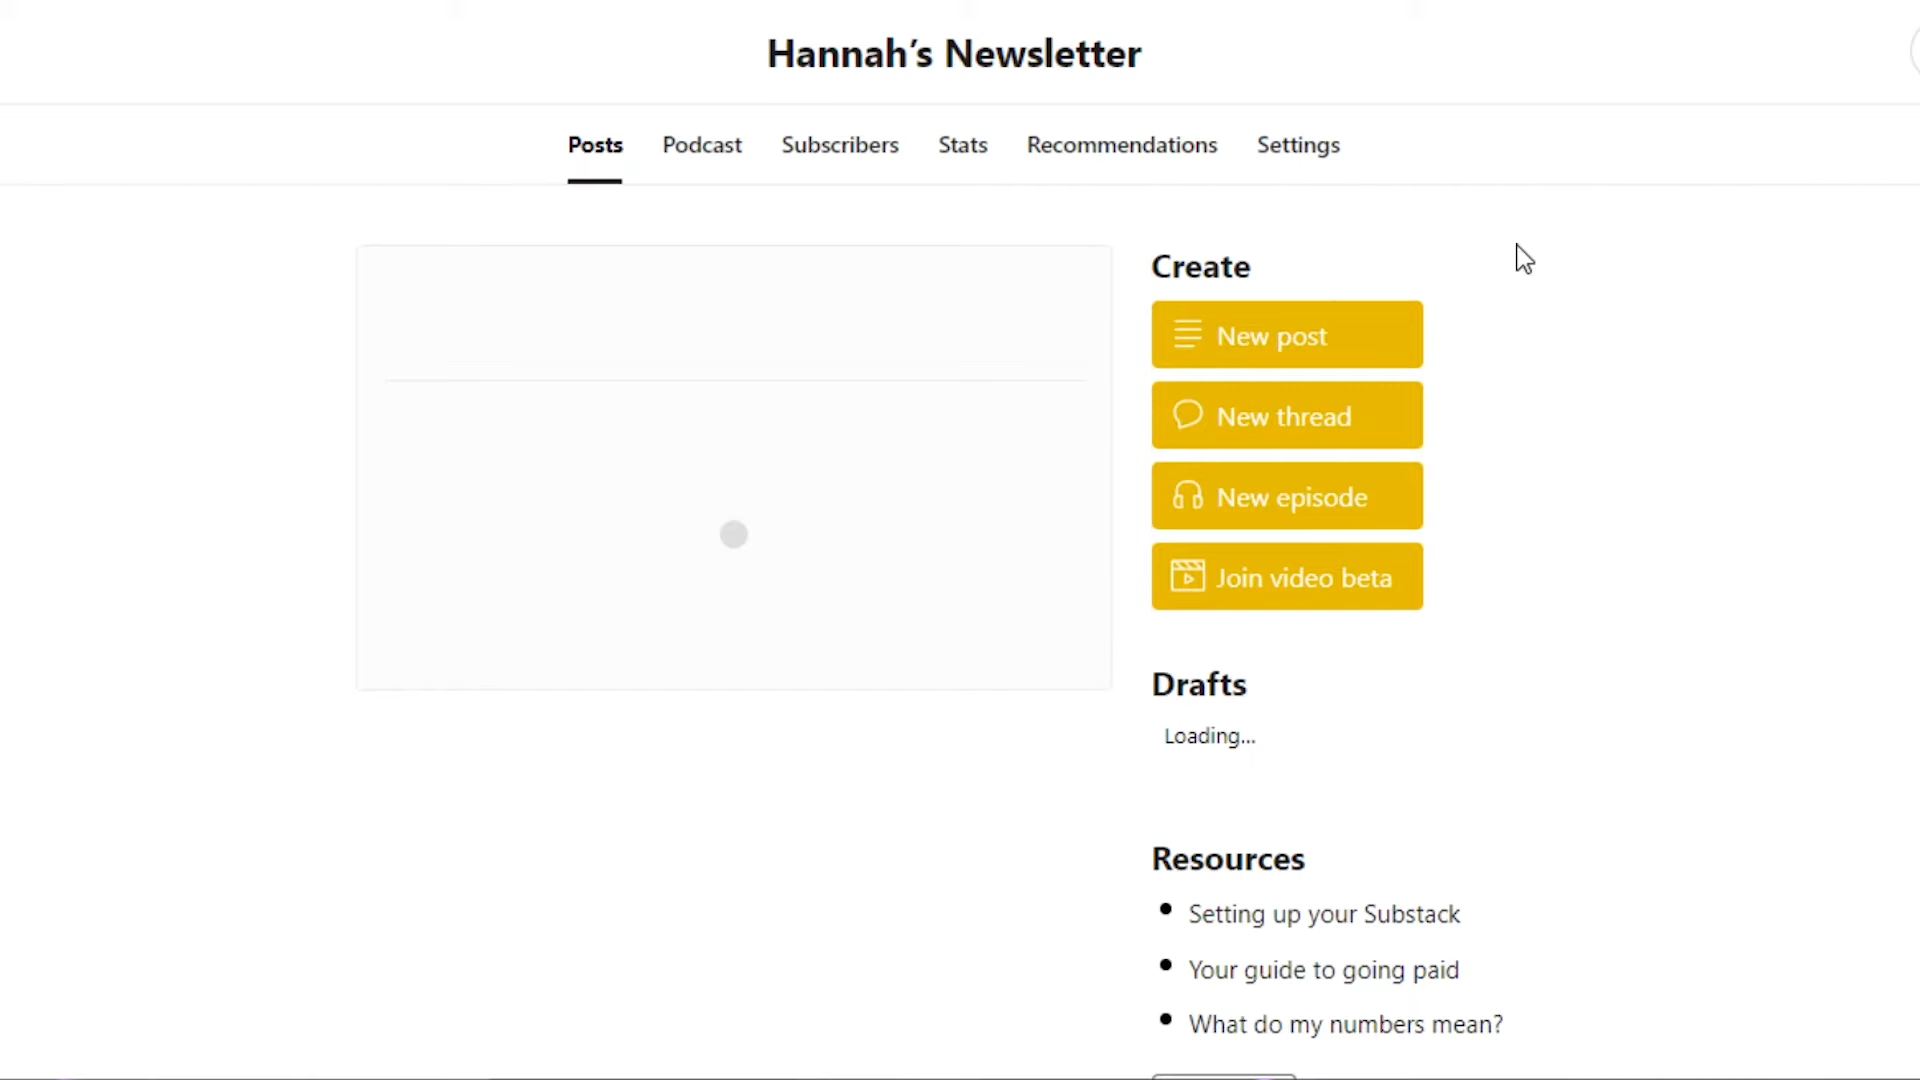 Hannah’s Newsletter
Posts Podcast Subscribers Stats Recommendations Settings
Create
New post
New thread
New episode
Join video beta
Drafts
Loading...
Resources
Setting up your Substack
Your guide to going paid
What do my numbers mean?